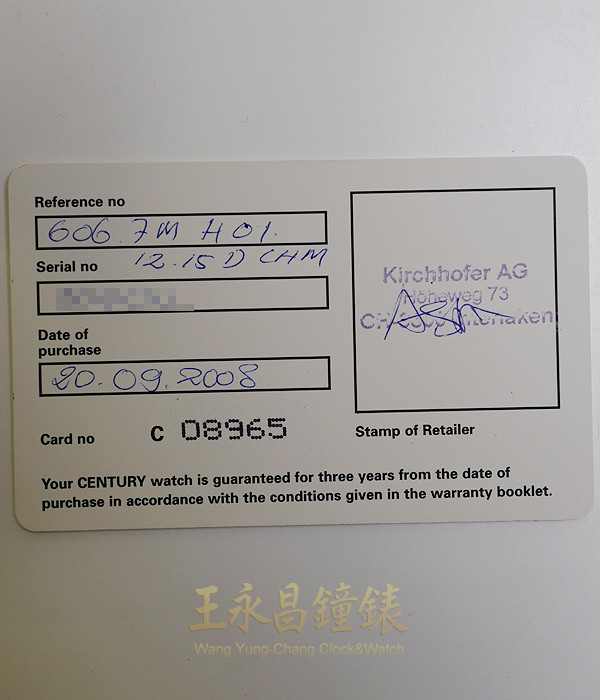 Reference no
606.7M H01.
12.15 D CHM
Serial no
Date of
purchase
20.09.2008
Card no C 08965
Kirchhofer AG
Höheweg 73
Interlaken
Stamp of Retailer
Your CENTURY watch is guaranteed for three years from the date of
purchase in accordance with the conditions given in the warranty booklet.
王永昌鐘錶
Wang Yung-Chang Clock&Watch